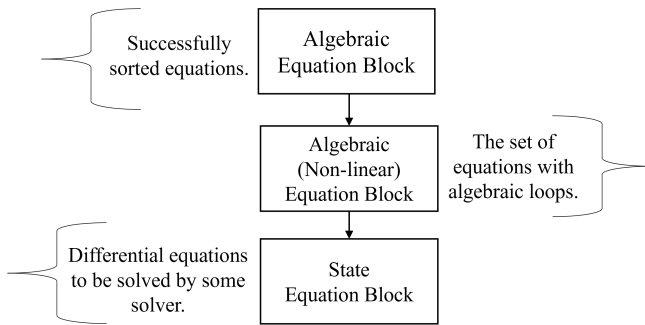 Successfully
sorted equations.
Algebraic
Equation Block
Algebraic
(Non-linear)
Equation Block
The set of
equations with
algebraic loops.
Differential equations
to be solved by some
solver.
State
Equation Block